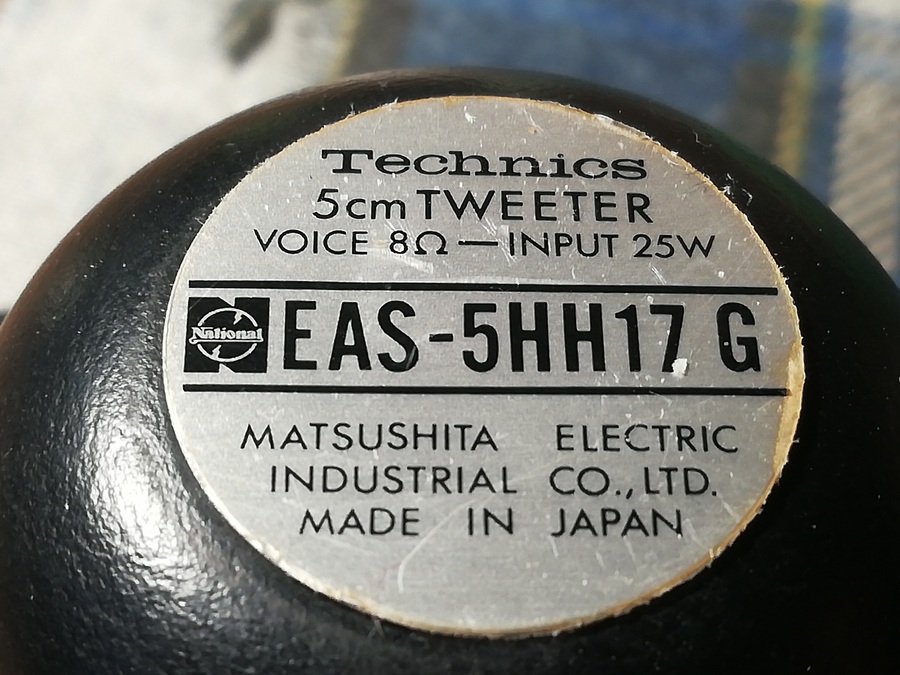 Technics
5cm TWEETER
VOICE 8Ω — INPUT 25W
National EAS-5HH17 G
MATSUSHITA ELECTRIC
INDUSTRIAL CO.,LTD.
MADE IN JAPAN